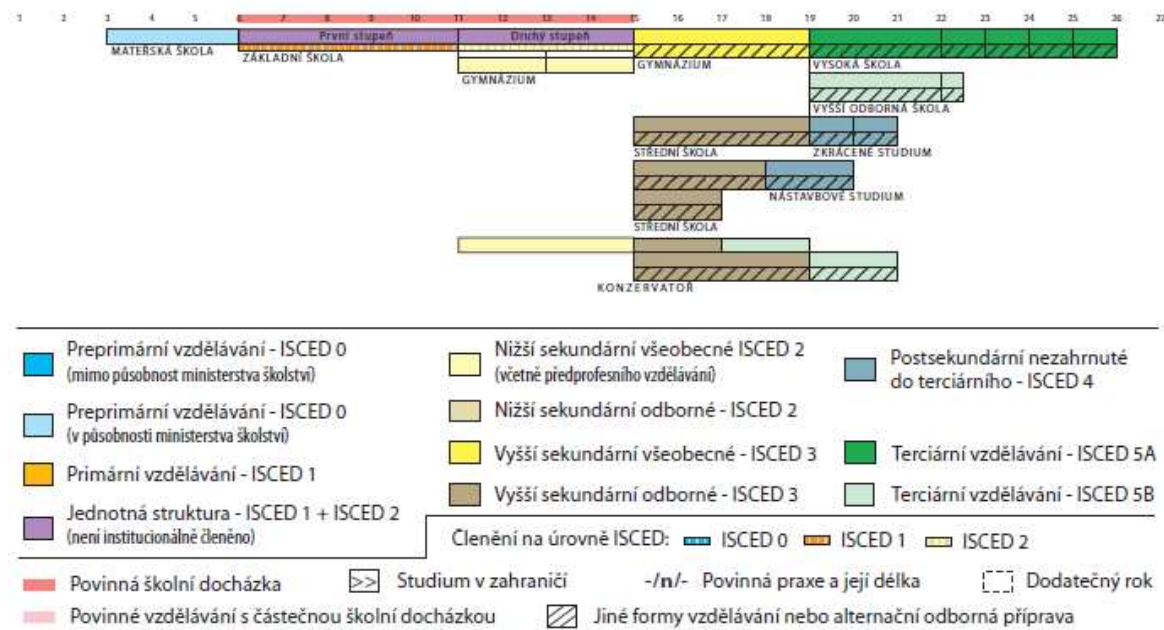 1 2 3 4 5 6 7 8 9 10 11 12 13 14 15 16 17 18 19 20 21 22 23 24 25 26 27
První stupeň Druhý stupeň
MATEŘSKÁ ŠKOLA ZÁKLADNÍ ŠKOLA GYMNÁZIUM VYSOKÁ ŠKOLA
GYMNÁZIUM
VYŠŠÍ ODBORNÁ ŠKOLA
STŘEDNÍ ŠKOLA ZKRÁCENÉ STUDIUM
NÁSTAVBOVÉ STUDIUM
STŘEDNÍ ŠKOLA
KONZERVATOŘ
Preprimární vzdělávání - ISCED 0
(mimo působnost ministerstva školství)
Preprimární vzdělávání - ISCED 0
(v působnosti ministerstva školství)
Primární vzdělávání - ISCED 1
Jednotná struktura - ISCED 1 + ISCED 2
(není institucionálně členěno)
Nižší sekundární všeobecné ISCED 2
(včetně předprofesního vzdělávání)
Nižší sekundární odborné - ISCED 2
Vyšší sekundární všeobecné - ISCED 3
Vyšší sekundární odborné - ISCED 3
Postsekundární nezahrnuté
do terciárního - ISCED 4
Terciární vzdělávání - ISCED 5A
Terciární vzdělávání - ISCED 5B
Členění na úrovně ISCED: ISCED 0 ISCED 1 ISCED 2
Povinná školní docházka >> Studium v zahraničí -/n/- Povinná praxe a její délka Dodatečný rok
Povinné vzdělávání s částečnou školní docházkou Jiné formy vzdělávání nebo alternační odborná příprava